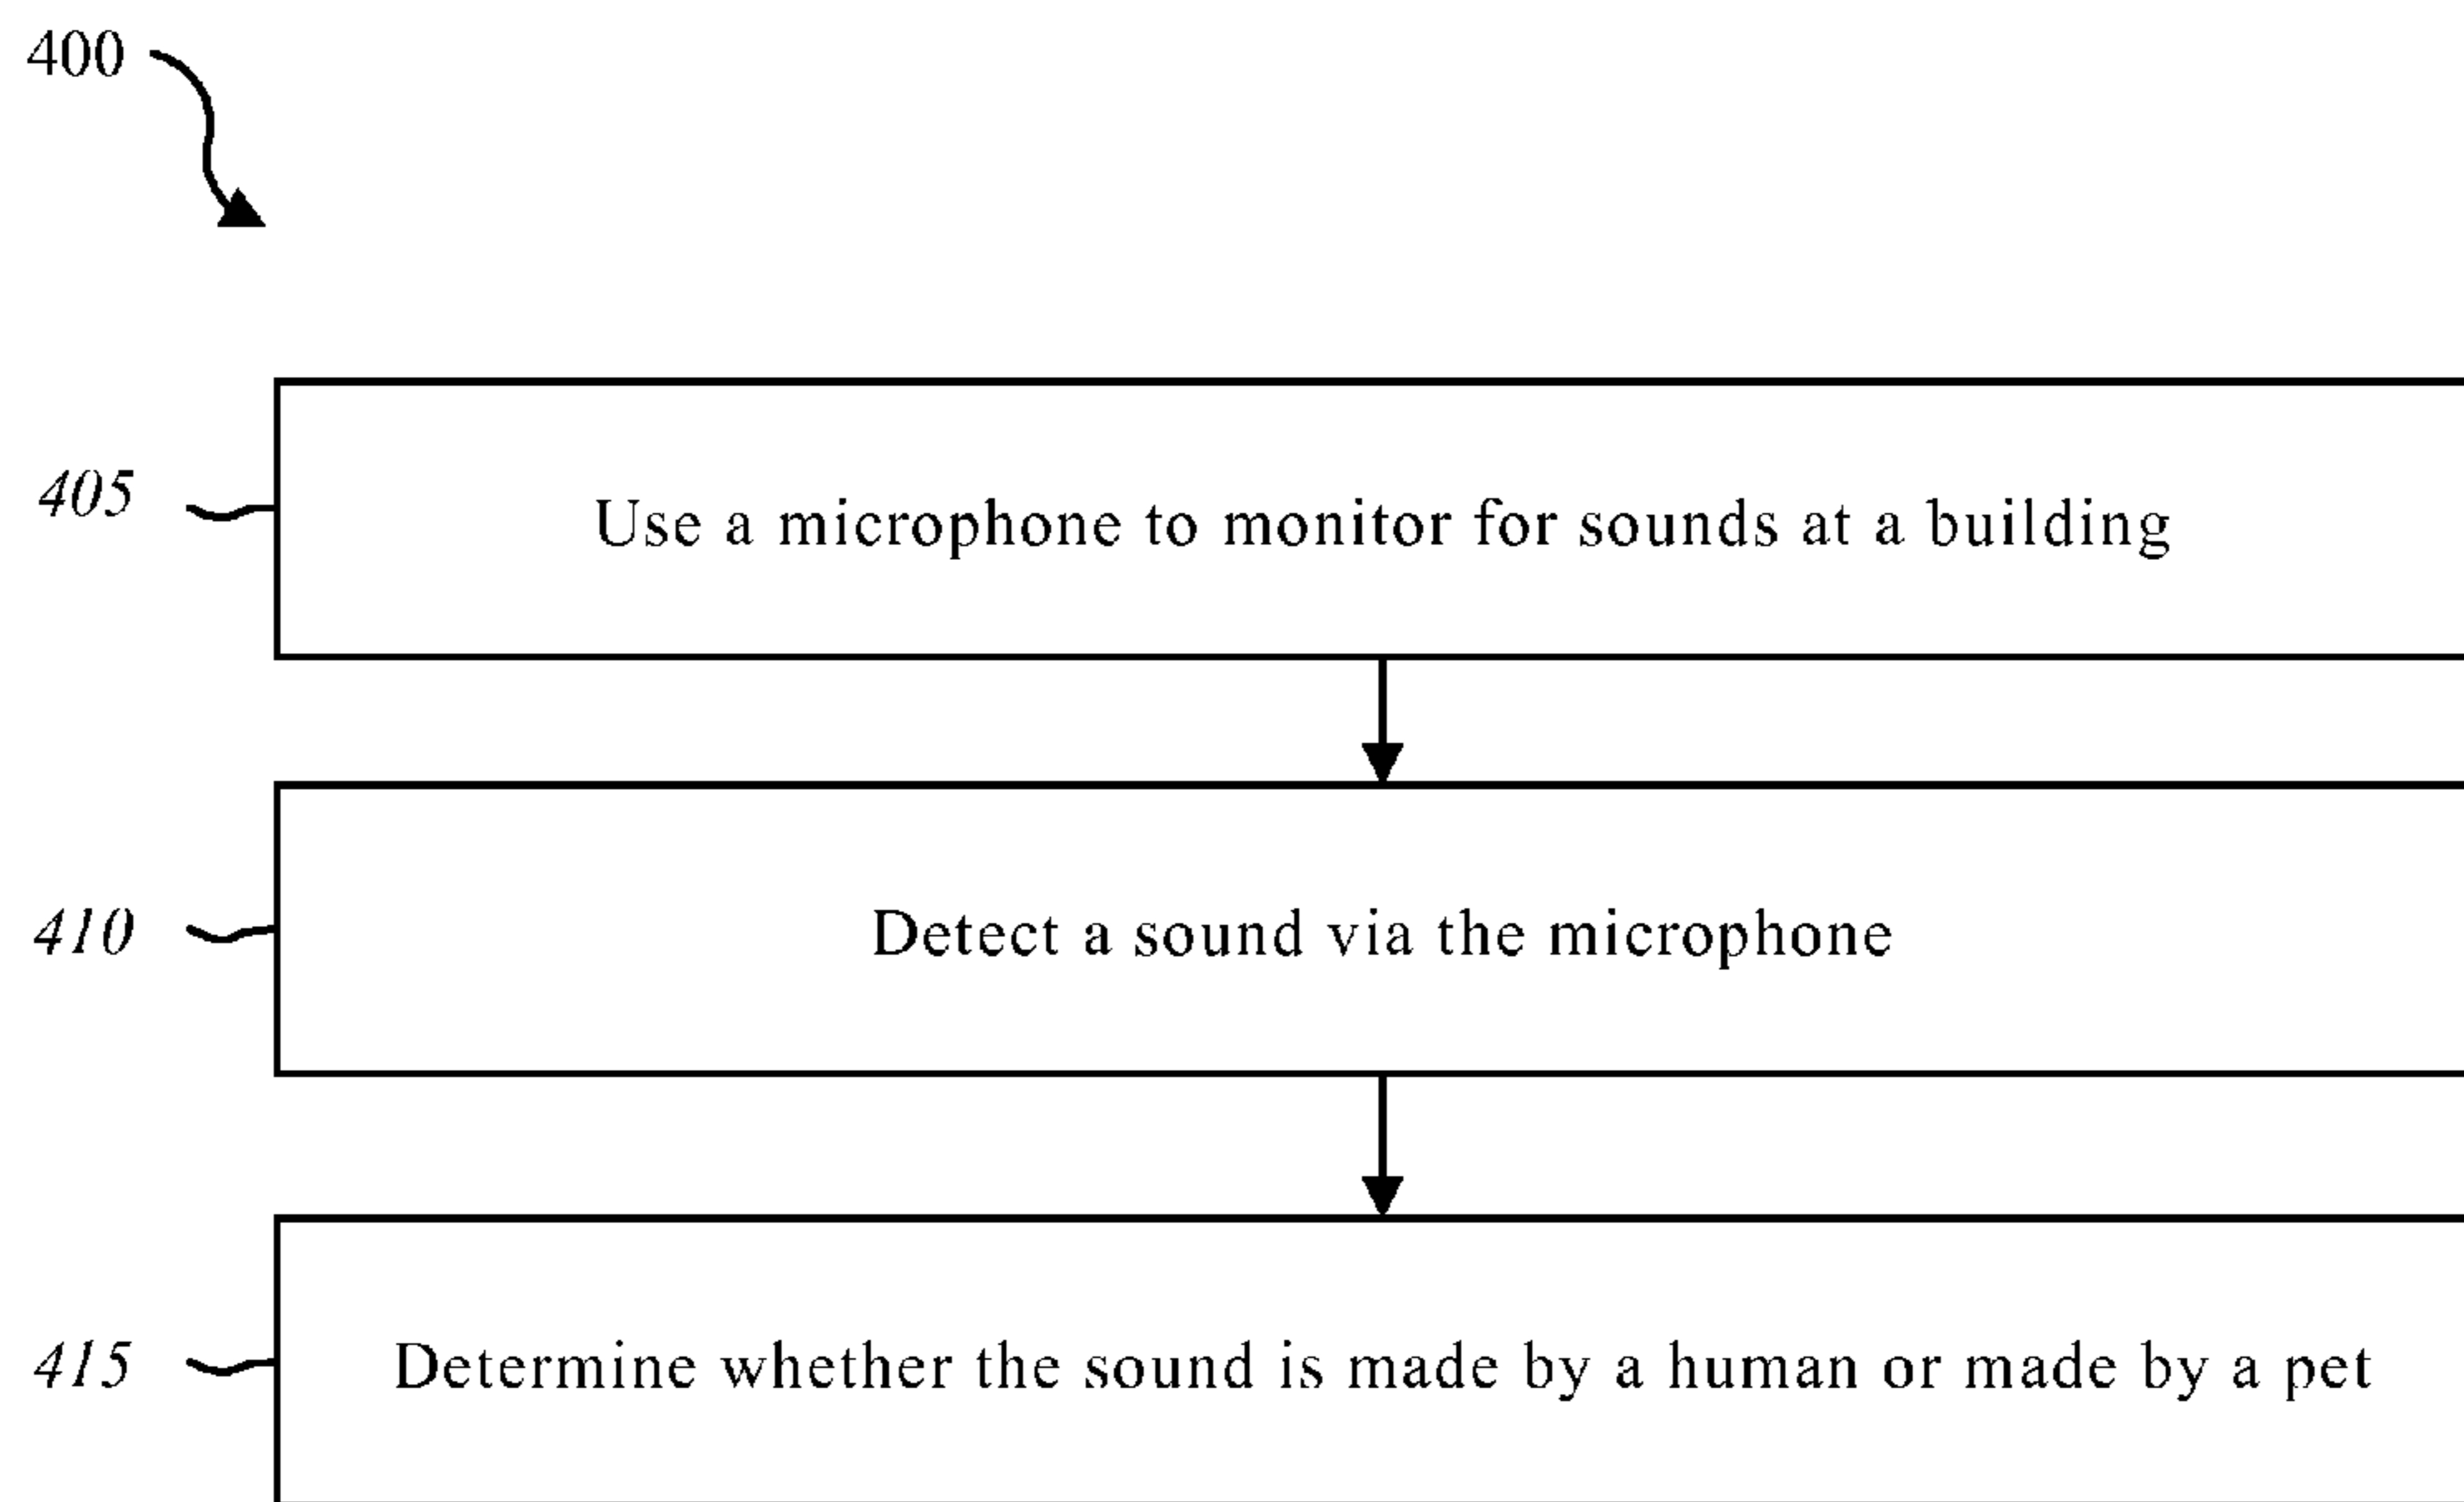 400
405
Use a microphone to monitor for sounds at a building
410
Detect a sound via the microphone
415
Determine whether the sound is made by a human or made by a pet